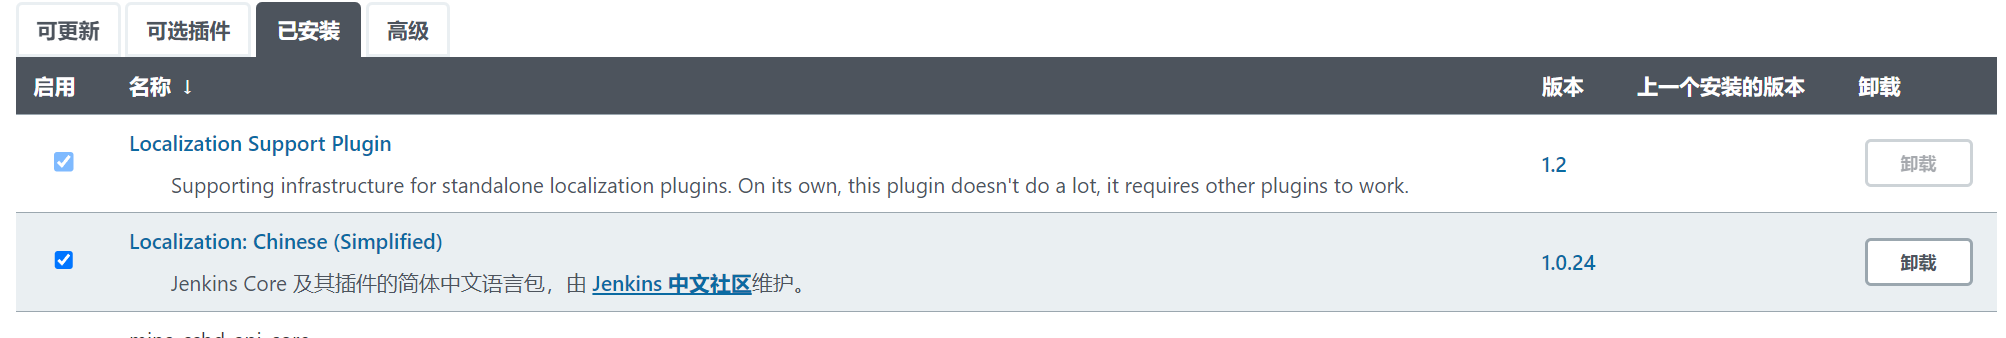 可更新 可选插件 已安装 高级
启用 名称 ↓ 版本 上一个安装的版本 卸载
Localization Support Plugin
1.2 卸载
Supporting infrastructure for standalone localization plugins. On its own, this plugin doesn't do a lot, it requires other plugins to work.
Localization: Chinese (Simplified)
1.0.24 卸载
Jenkins Core 及其插件的简体中文语言包，由 Jenkins 中文社区维护。